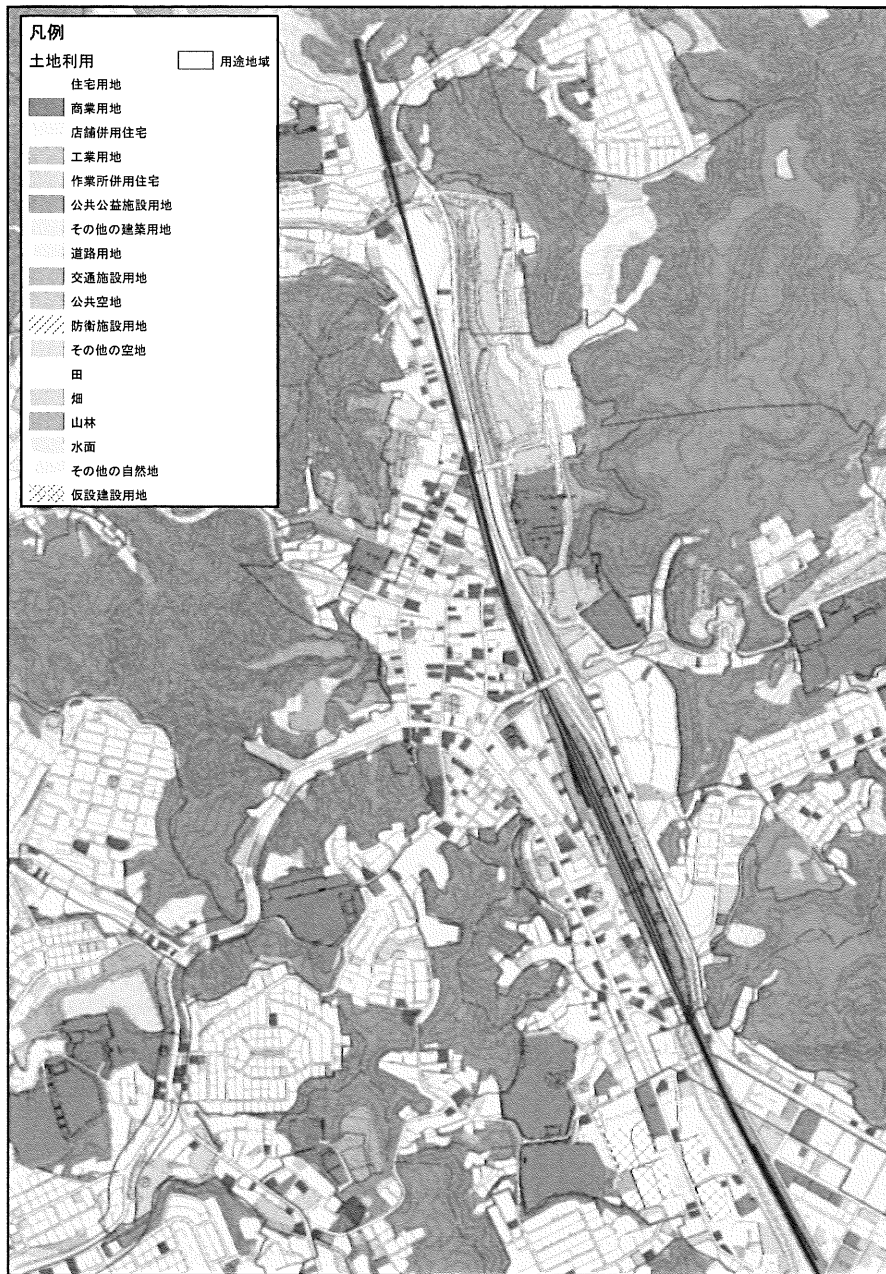 凡例
土地利用
用途地域
住宅用地
商業用地
店舗併用住宅
工業用地
作業所併用住宅
公共公益施設用地
その他の建築用地
道路用地
交通施設用地
公共空地
防衛施設用地
その他の空地
田
畑
山林
水面
その他の自然地
仮設建設用地